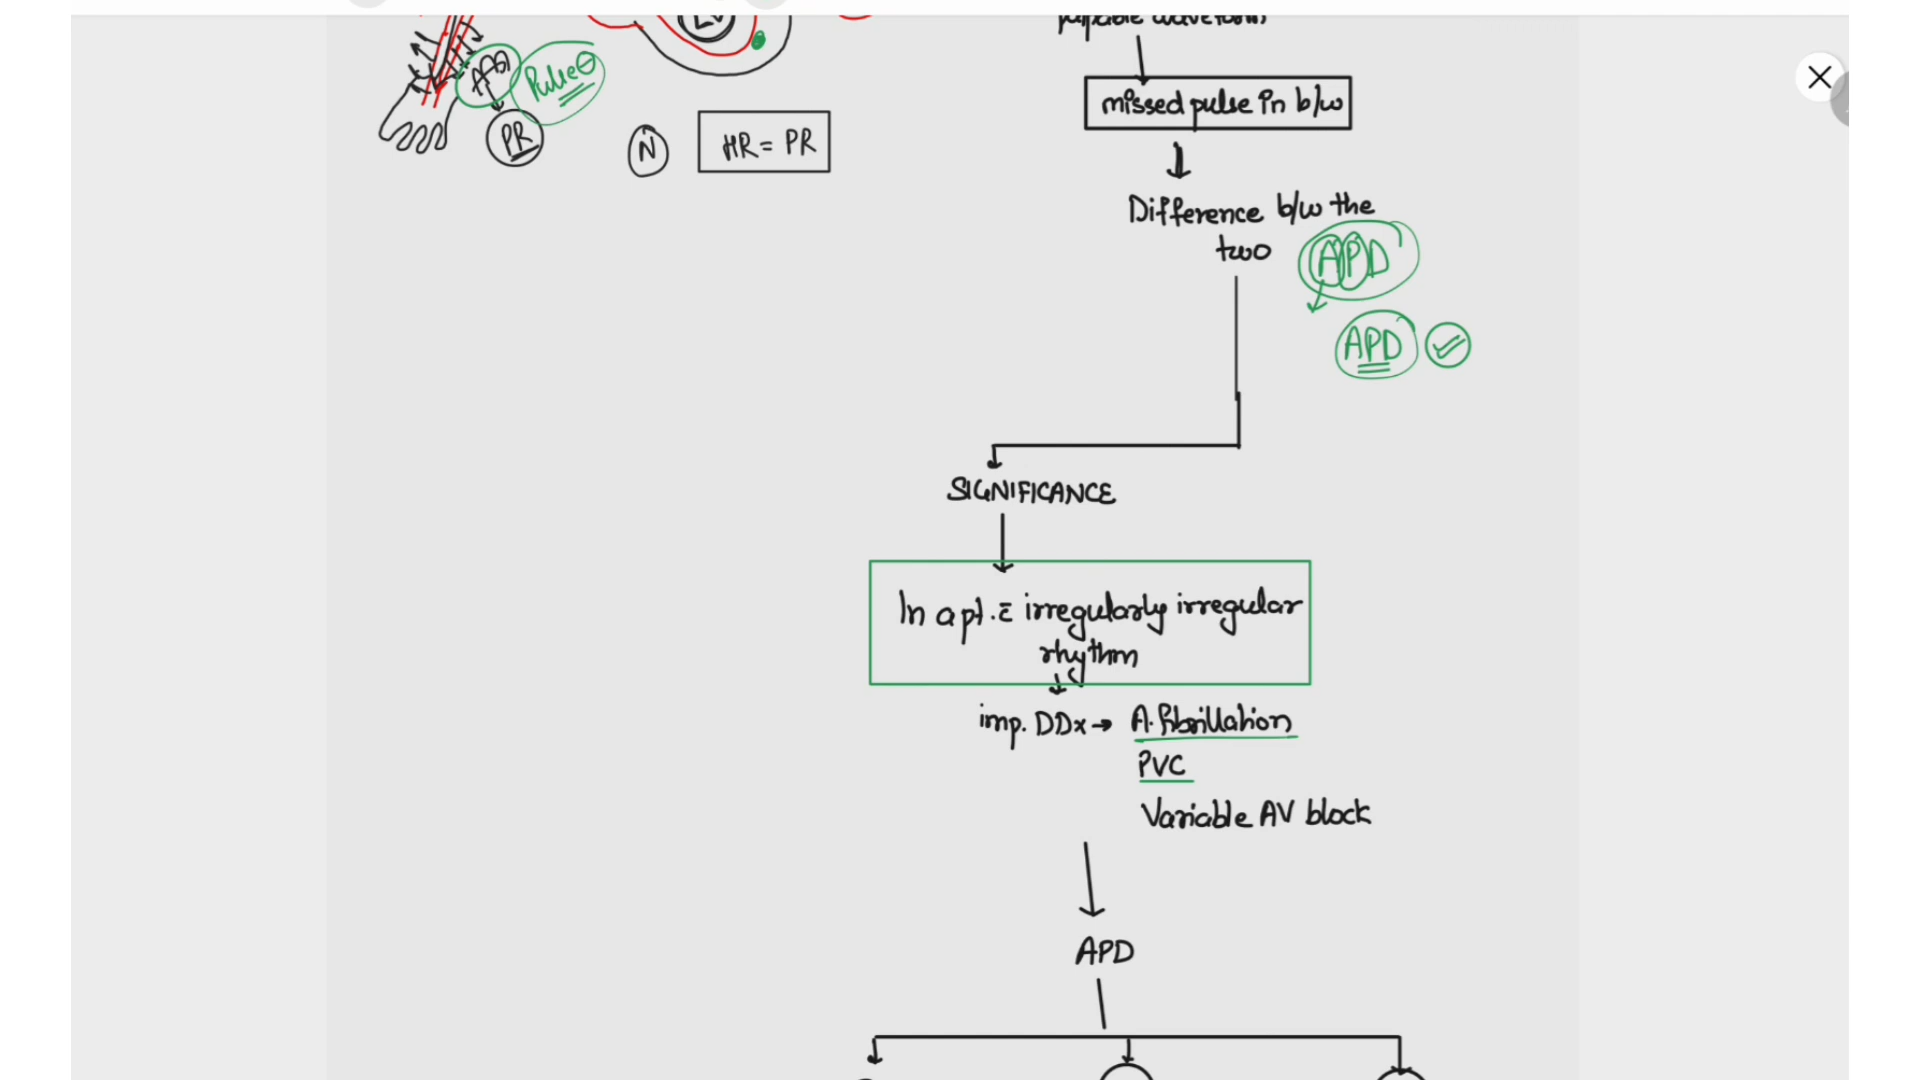 LV
Pulse ⊖
PR
N
HR = PR
missed pulse in b/w
Difference b/w the
two
APD
APD
SIGNIFICANCE
In a pt. c̄ irregularly irregular
rhythm
imp. DDx → A. fibrillation
PVC
Variable AV block
APD